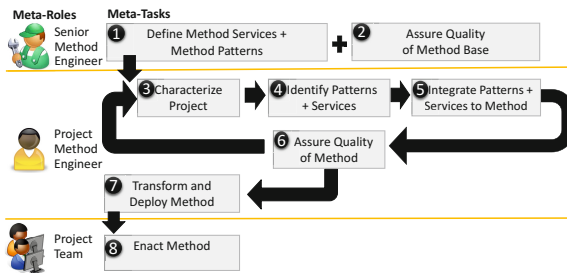 Meta-Roles
Meta-Tasks
Senior
Method
Engineer
1 Define Method Services +
Method Patterns
+
2 Assure Quality
of Method Base
3 Characterize
Project
4 Identify Patterns
+ Services
5 Integrate Patterns +
Services to Method
Project
Method
Engineer
6 Assure Quality
of Method
7 Transform and
Deploy Method
Project
Team
8 Enact Method